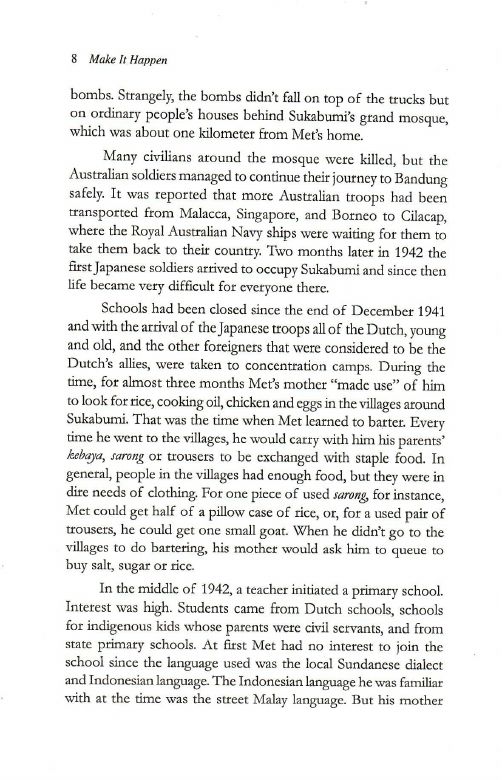 8 Make It Happen
bombs. Strangely, the bombs didn't fall on top of the trucks but
on ordinary people's houses behind Sukabumi's grand mosque,
which was about one kilometer from Met's home.
Many civilians around the mosque were killed, but the
Australian soldiers managed to continue their journey to Bandung
safely. It was reported that more Australian troops had been
transported from Malacca, Singapore, and Borneo to Cilacap,
where the Royal Australian Navy ships were waiting for them to
take them back to their country. Two months later in 1942 the
first Japanese soldiers arrived to occupy Sukabumi and since then
life became very difficult for everyone there.
Schools had been closed since the end of December 1941
and with the arrival of the Japanese troops all of the Dutch, young
and old, and the other foreigners that were considered to be the
Dutch's allies, were taken to concentration camps. During the
time, for almost three months Met's mother "made use" of him
to look for rice, cooking oil, chicken and eggs in the villages around
Sukabumi. That was the time when Met learned to barter. Every
time he went to the villages, he would carry with him his parents'
kebaya, sarong or trousers to be exchanged with staple food. In
general, people in the villages had enough food, but they were in
dire needs of clothing. For one piece of used sarong, for instance,
Met could get half of a pillow case of rice, or, for a used pair of
trousers, he could get one small goat. When he didn't go to the
villages to do bartering, his mother would ask him to queue to
buy salt, sugar or rice.
In the middle of 1942, a teacher initiated a primary school.
Interest was high. Students came from Dutch schools, schools
for indigenous kids whose parents were civil servants, and from
state primary schools. At first Met had no interest to join the
school since the language used was the local Sundanese dialect
and Indonesian language. The Indonesian language he was familiar
with at the time was the street Malay language. But his mother